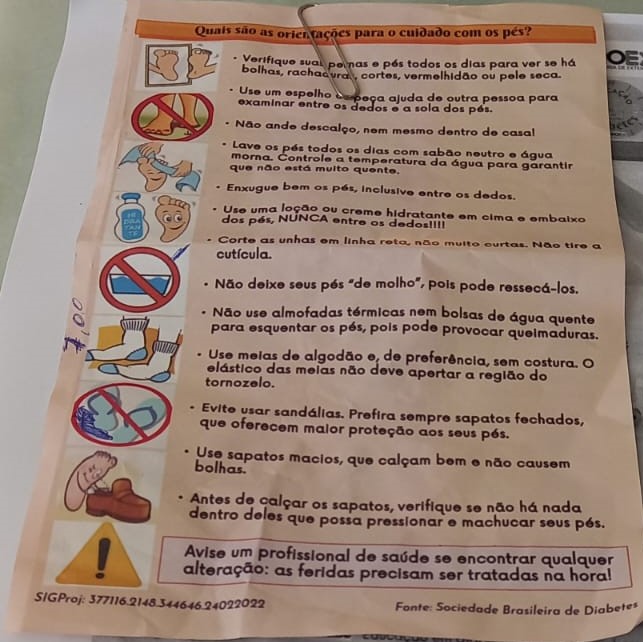 Quais são as orientações para o cuidado com os pés?
• Verifique suas pernas e pés todos os dias para ver se há
bolhas, rachaduras, cortes, vermelhidão ou pele seca.
• Use um espelho ou peça ajuda de outra pessoa para
examinar entre os dedos e a sola dos pés.
• Não ande descalço, nem mesmo dentro de casa!
• Lave os pés todos os dias com sabão neutro e água
morna. Controle a temperatura da água para garantir
que não está muito quente.
• Enxugue bem os pés, inclusive entre os dedos.
• Use uma loção ou creme hidratante em cima e embaixo
dos pés, NUNCA entre os dedos!!!!
HI
DRA
TAN
TE
• Corte as unhas em linha reta, não muito curtas. Não tire a
cutícula.
• Não deixe seus pés "de molho", pois pode ressecá-los.
• Não use almofadas térmicas nem bolsas de água quente
para esquentar os pés, pois pode provocar queimaduras.
• Use meias de algodão e, de preferência, sem costura. O
elástico das meias não deve apertar a região do
tornozelo.
• Evite usar sandálias. Prefira sempre sapatos fechados,
que oferecem maior proteção aos seus pés.
• Use sapatos macios, que calçam bem e não causem
bolhas.
• Antes de calçar os sapatos, verifique se não há nada
dentro deles que possa pressionar e machucar seus pés.
Avise um profissional de saúde se encontrar qualquer
alteração: as feridas precisam ser tratadas na hora!
SIGProj: 377116.2148.344646.24022022
Fonte: Sociedade Brasileira de Diabetes